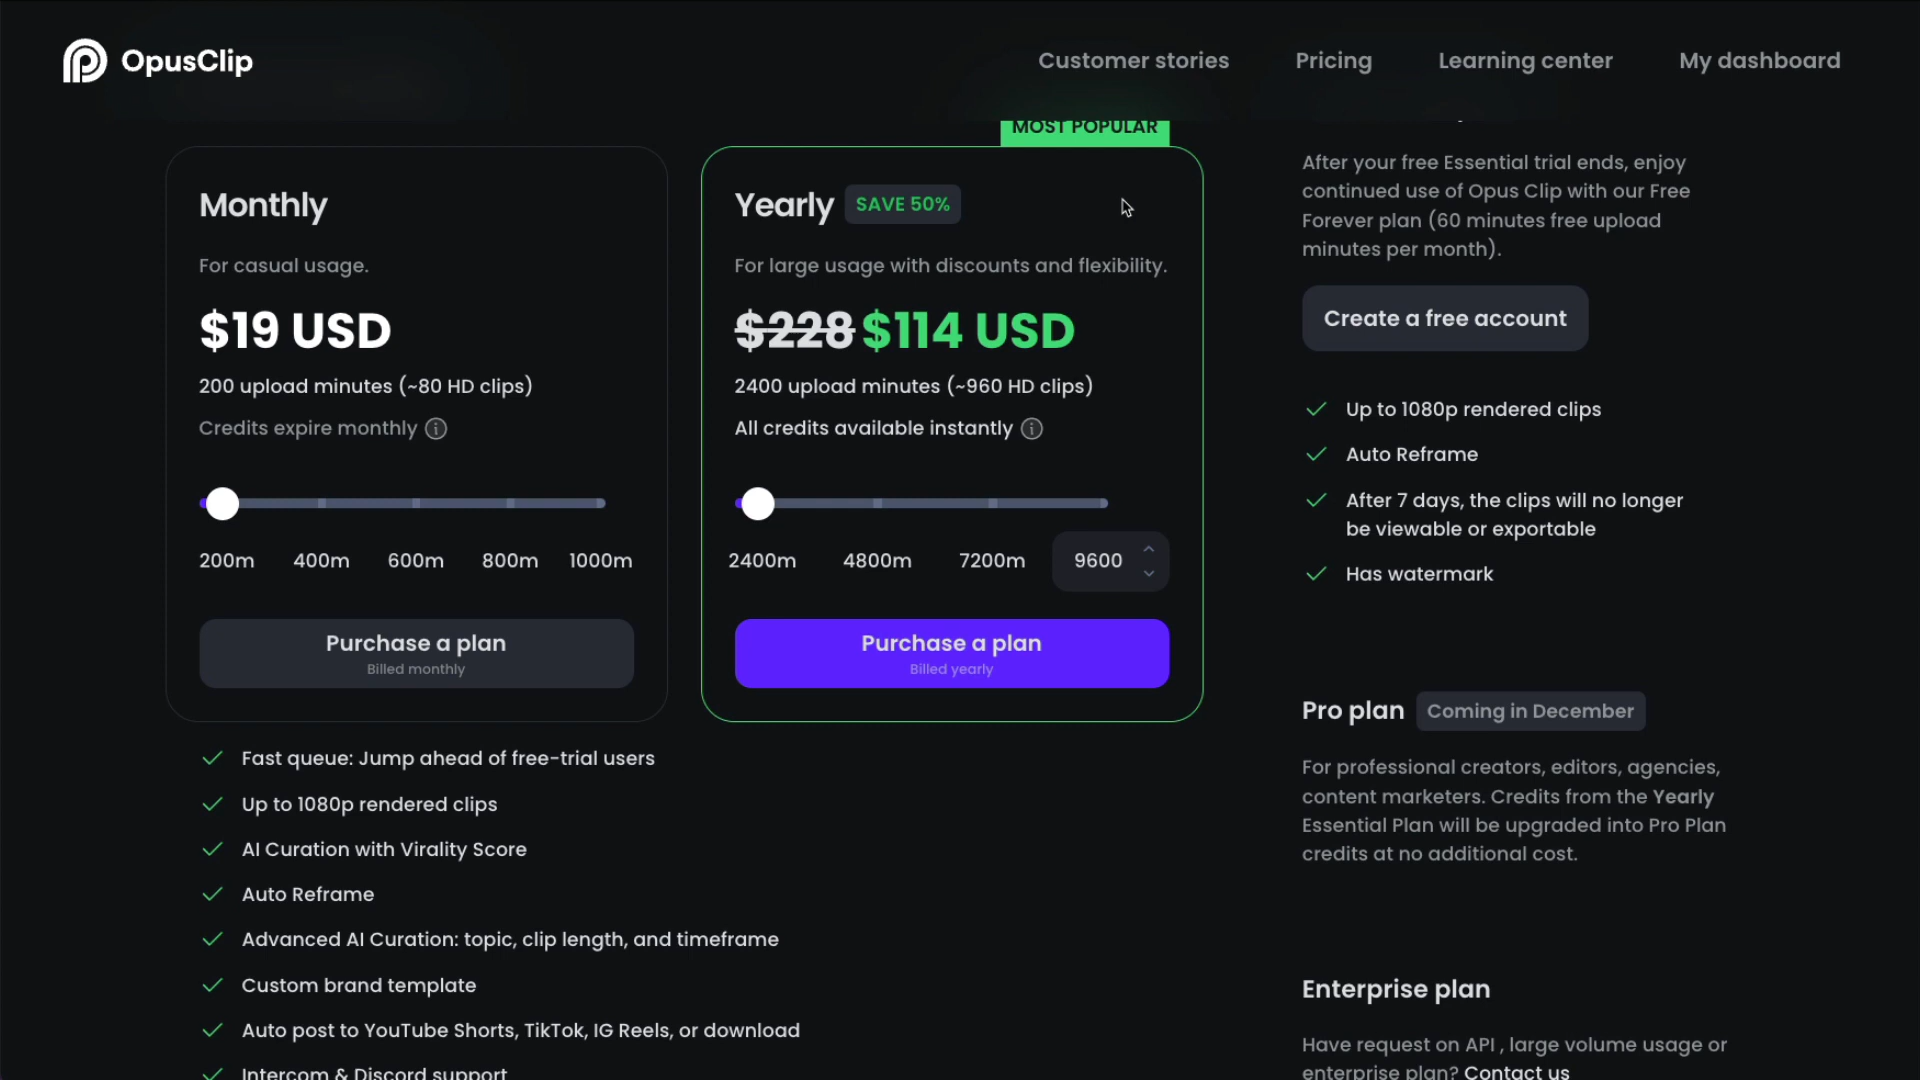 OpusClip
Customer stories
Pricing
Learning center
My dashboard
MOST POPULAR
Monthly
For casual usage.
$19 USD
200 upload minutes (~80 HD clips)
Credits expire monthly
200m 400m 600m 800m 1000m
Purchase a plan
Billed monthly
Yearly SAVE 50%
For large usage with discounts and flexibility.
$228 $114 USD
2400 upload minutes (~960 HD clips)
All credits available instantly
2400m 4800m 7200m 9600
Purchase a plan
Billed yearly
Fast queue: Jump ahead of free-trial users
Up to 1080p rendered clips
AI Curation with Virality Score
Auto Reframe
Advanced AI Curation: topic, clip length, and timeframe
Custom brand template
Auto post to YouTube Shorts, TikTok, IG Reels, or download
Intercom & Discord support
After your free Essential trial ends, enjoy
continued use of Opus Clip with our Free
Forever plan (60 minutes free upload
minutes per month).
Create a free account
Up to 1080p rendered clips
Auto Reframe
After 7 days, the clips will no longer
be viewable or exportable
Has watermark
Pro plan Coming in December
For professional creators, editors, agencies,
content marketers. Credits from the Yearly
Essential Plan will be upgraded into Pro Plan
credits at no additional cost.
Enterprise plan
Have request on API , large volume usage or
enterprise plan? Contact us